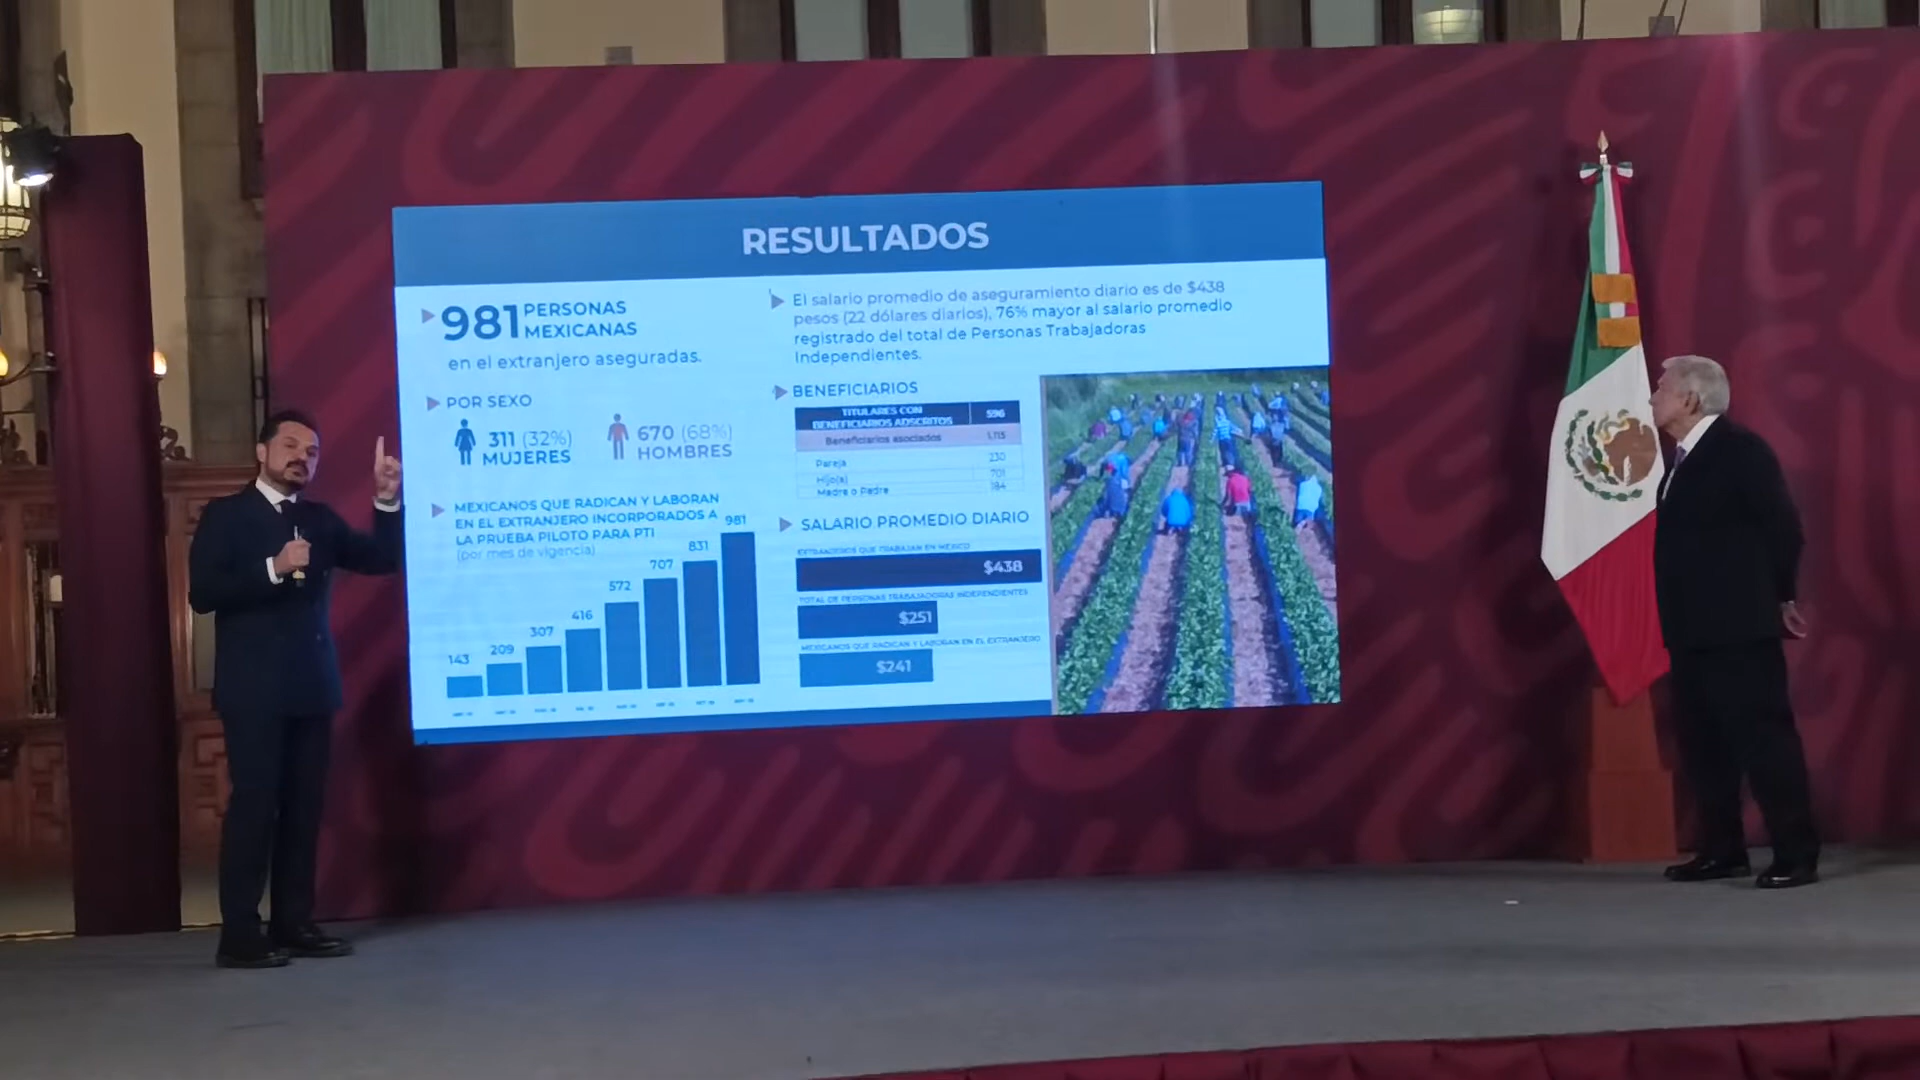 RESULTADOS
981 PERSONAS
MEXICANAS
en el extranjero aseguradas.
POR SEXO
311 (32%)
MUJERES
670 (68%)
HOMBRES
MEXICANOS QUE RADICAN Y LABORAN
EN EL EXTRANJERO INCORPORADOS A
LA PRUEBA PILOTO PARA PTI
(por mes de vigencia)
143
209
307
416
572
707
831
981
El salario promedio de aseguramiento diario es de $438
pesos (22 dólares diarios), 76% mayor al salario promedio
registrado del total de Personas Trabajadoras
Independientes.
BENEFICIARIOS
TITULARES CON
BENEFICIARIOS ADSCRITOS 596
Beneficiarios asociados 1,115
Pareja 230
Hijo(a) 701
Madre o Padre 184
SALARIO PROMEDIO DIARIO
EXTRANJEROS QUE TRABAJAN EN MÉXICO
$438
TOTAL DE PERSONAS TRABAJADORAS INDEPENDIENTES
$251
MEXICANOS QUE RADICAN Y LABORAN EN EL EXTRANJERO
$241